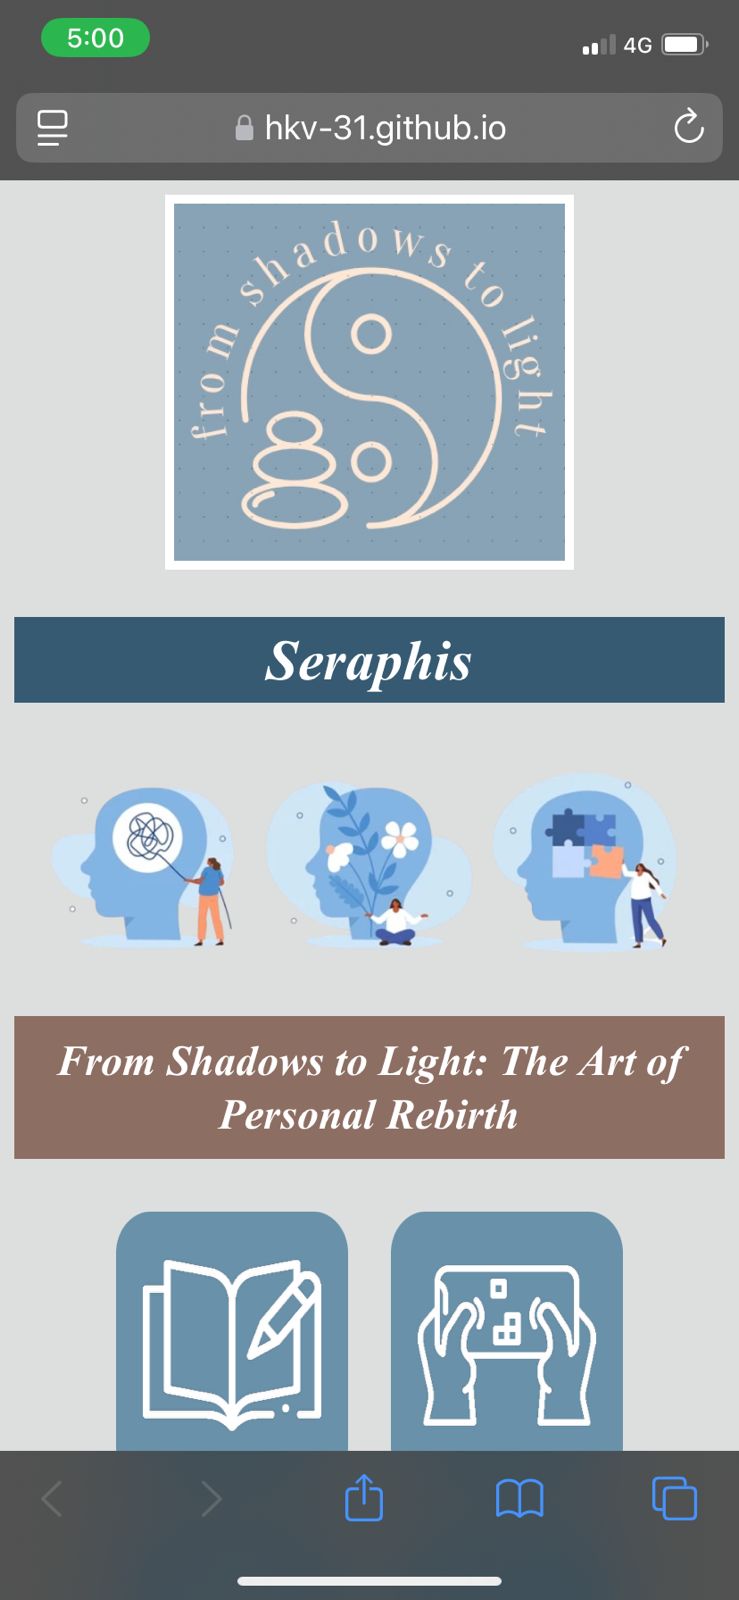 5:00
4G
hkv-31.github.io
from shadows to light
Seraphis
From Shadows to Light: The Art of
Personal Rebirth